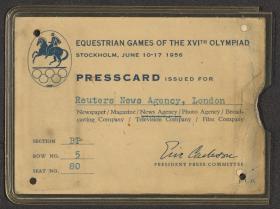 EQUESTRIAN GAMES OF THE XVITH OLYMPIAD
STOCKHOLM, JUNE 10-17 1956
PRESSCARD ISSUED FOR
Reuters News Agency, London
Newspaper / Magazine / News Agency / Photo Agency / Broad-
casting Company / Television Company / Film Company
SECTION BP
ROW NO. 5
SEAT NO. 80
PRESIDENT PRESS COMMITTEE